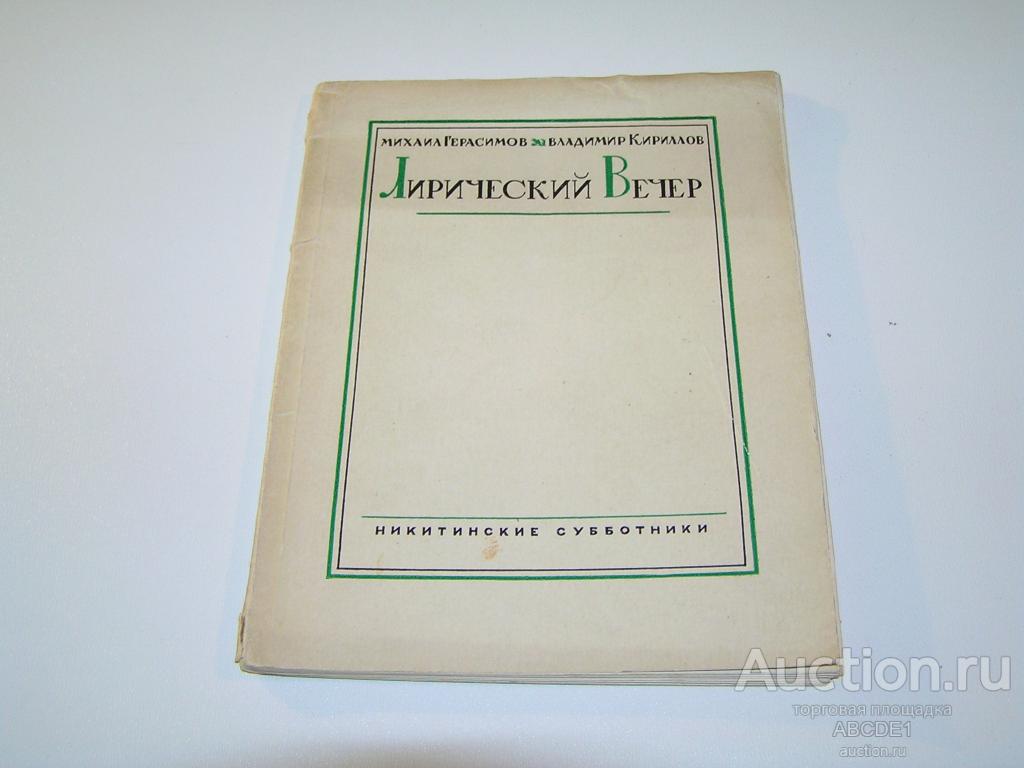 Михаил Герасимов Владимир Кириллов
Лирический Вечер
НИКИТИНСКИЕ СУББОТНИКИ
Auction.ru
торговая площадка
ABCDE1
auction.ru